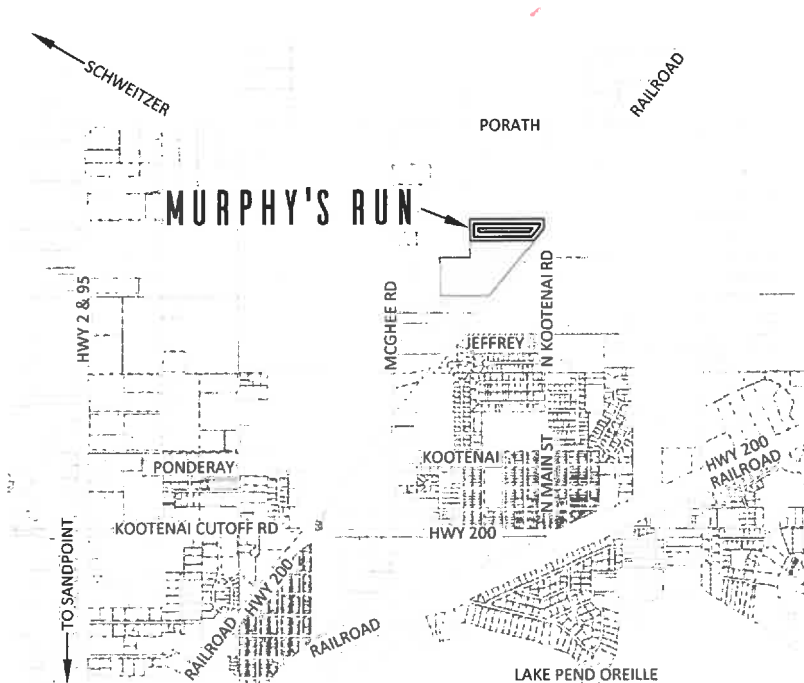 SCHWEITZER
RAILROAD
PORATH
MURPHY'S RUN
HWY 2 & 95
MCGHEE RD
N KOOTENAI RD
JEFFREY
KOOTENAI
N MAIN ST
PONDERAY
HWY 200
RAILROAD
KOOTENAI CUTOFF RD
HWY 200
TO SANDPOINT
HWY 200
RAILROAD
RAILROAD
LAKE PEND OREILLE